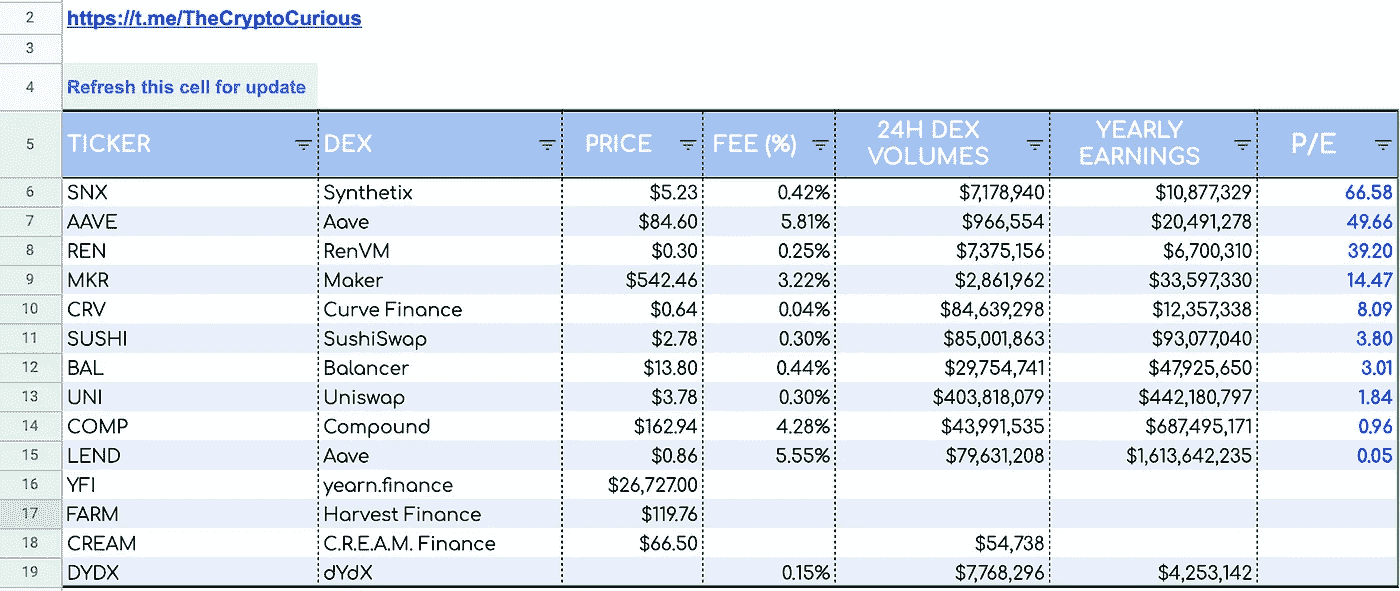 2 https://t.me/TheCryptoCurious
3
4 Refresh this cell for update
5 TICKER DEX PRICE FEE (%) 24H DEX VOLUMES YEARLY EARNINGS P/E
6 SNX Synthetix $5.23 0.42% $7,178,940 $10,877,329 66.58
7 AAVE Aave $84.60 5.81% $966,554 $20,491,278 49.66
8 REN RenVM $0.30 0.25% $7,375,156 $6,700,310 39.20
9 MKR Maker $542.46 3.22% $2,861,962 $33,597,330 14.47
10 CRV Curve Finance $0.64 0.04% $84,639,298 $12,357,338 8.09
11 SUSHI SushiSwap $2.78 0.30% $85,001,863 $93,077,040 3.80
12 BAL Balancer $13.80 0.44% $29,754,741 $47,925,650 3.01
13 UNI Uniswap $3.78 0.30% $403,818,079 $442,180,797 1.84
14 COMP Compound $162.94 4.28% $43,991,535 $687,495,171 0.96
15 LEND Aave $0.86 5.55% $79,631,208 $1,613,642,235 0.05
16 YFI yearn.finance $26,727.00
17 FARM Harvest Finance $119.76
18 CREAM C.R.E.A.M. Finance $66.50 $54,738
19 DYDX dYdX 0.15% $7,768,296 $4,253,142